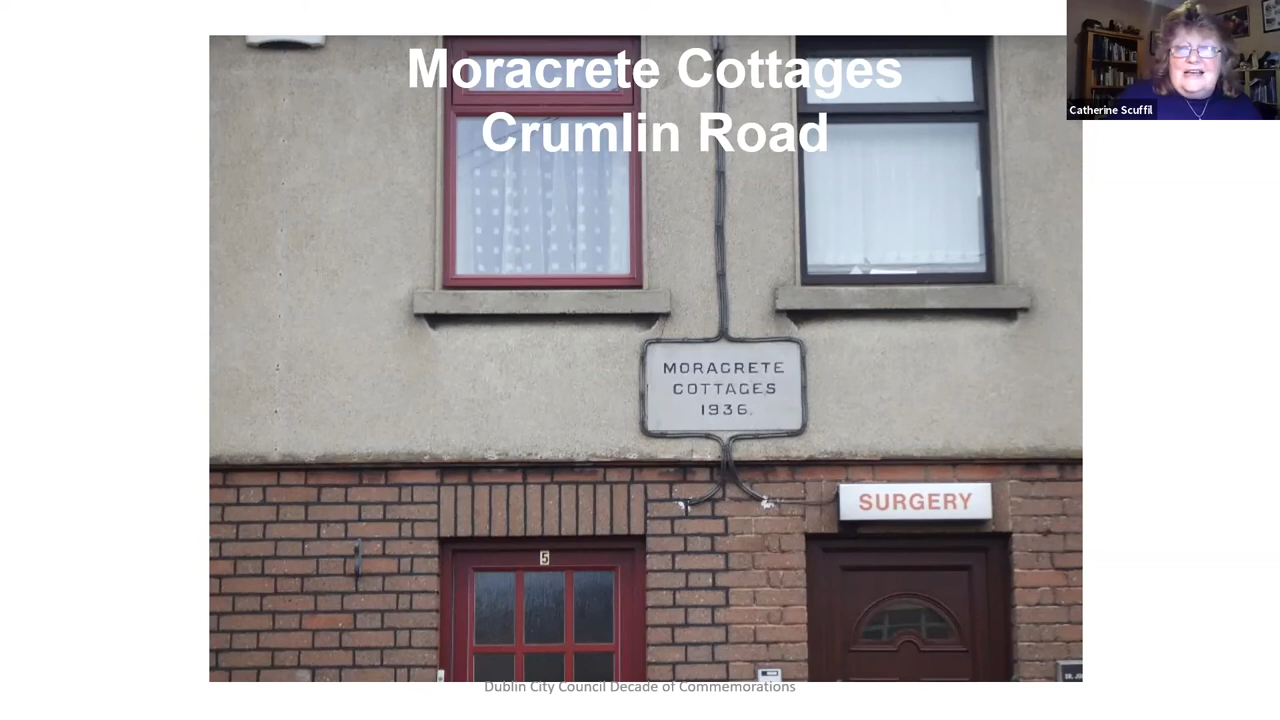 Moracrete Cottages
Crumlin Road
Catherine Scuffil
MORACRETE
COTTAGES
1936.
SURGERY
5
Dublin City Council Decade of Commemorations